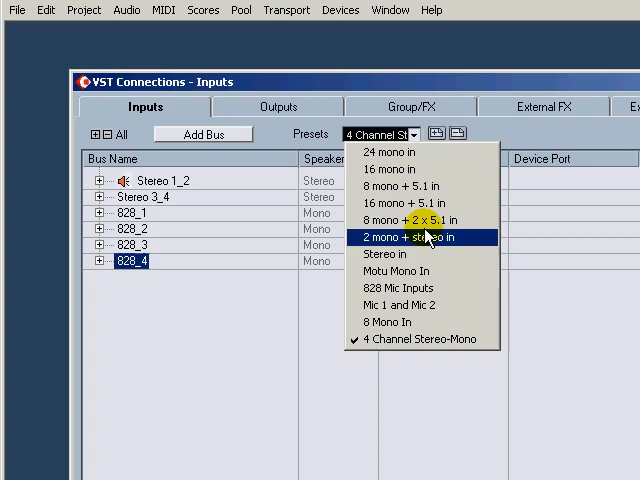 File Edit Project Audio MIDI Scores Pool Transport Devices Window Help
VST Connections - Inputs
Inputs Outputs Group/FX External FX
All Add Bus Presets 4 Channel St
Bus Name Speaker Device Port
Stereo 1_2 Stereo
Stereo 3_4 Stereo
828_1 Mono
828_2 Mono
828_3 Mono
828_4 Mono
24 mono in
16 mono in
8 mono + 5.1 in
16 mono + 5.1 in
8 mono + 2 x 5.1 in
2 mono + stereo in
Stereo in
Motu Mono In
828 Mic Inputs
Mic 1 and Mic 2
8 Mono In
4 Channel Stereo-Mono